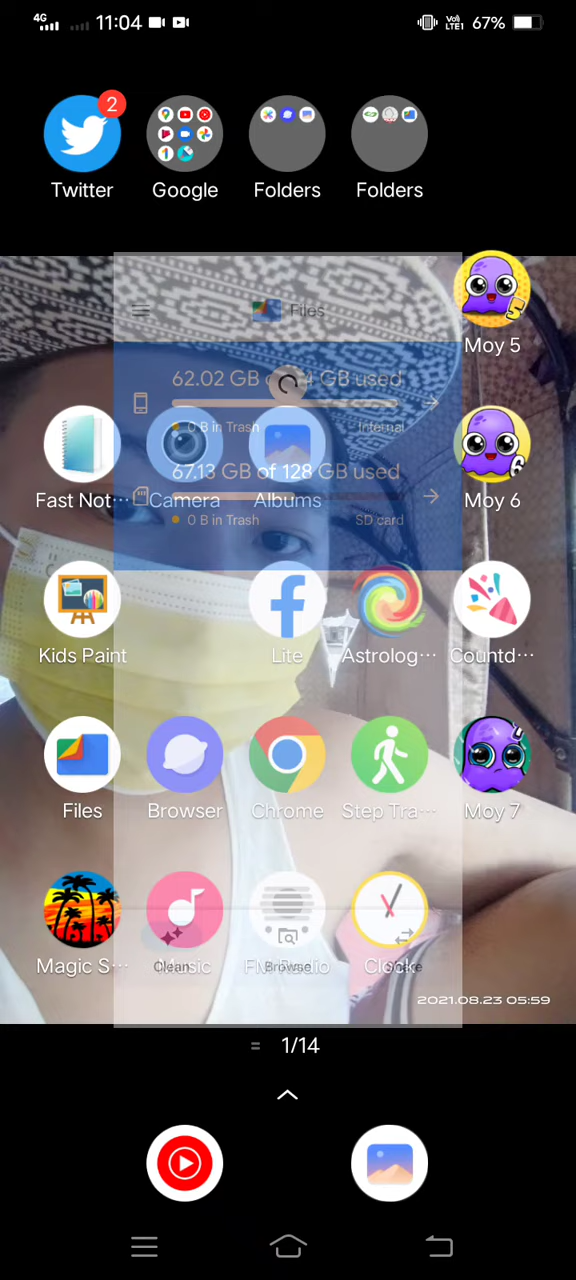 4G 11:04 Vo) LTE1 67%
2
Twitter Google Folders Folders
Files
Moy 5
62.02 GB of GB used
0 B in Trash Internal
67.13 GB of 128 GB used
Fast Not··· Camera Albums Moy 6
0 B in Trash SD card
Kids Paint Lite Astrolog··· Countd···
Files Browser Chrome Step Tra··· Moy 7
Magic S··· Music FM Radio Clock
Clean Browse Share
2021.08.23 05:59
1/14